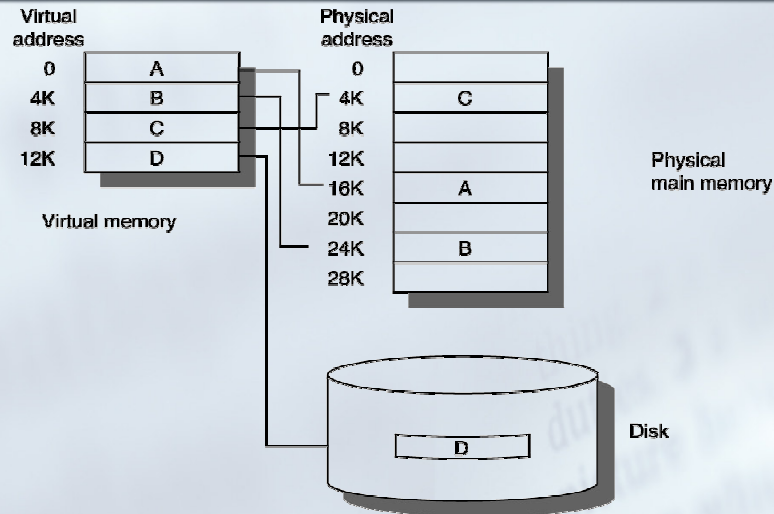 Virtual
address
0 A
4K B
8K C
12K D
Virtual memory
Physical
address
0
4K C
8K
12K
16K A
20K
24K B
28K
Physical
main memory
D
Disk